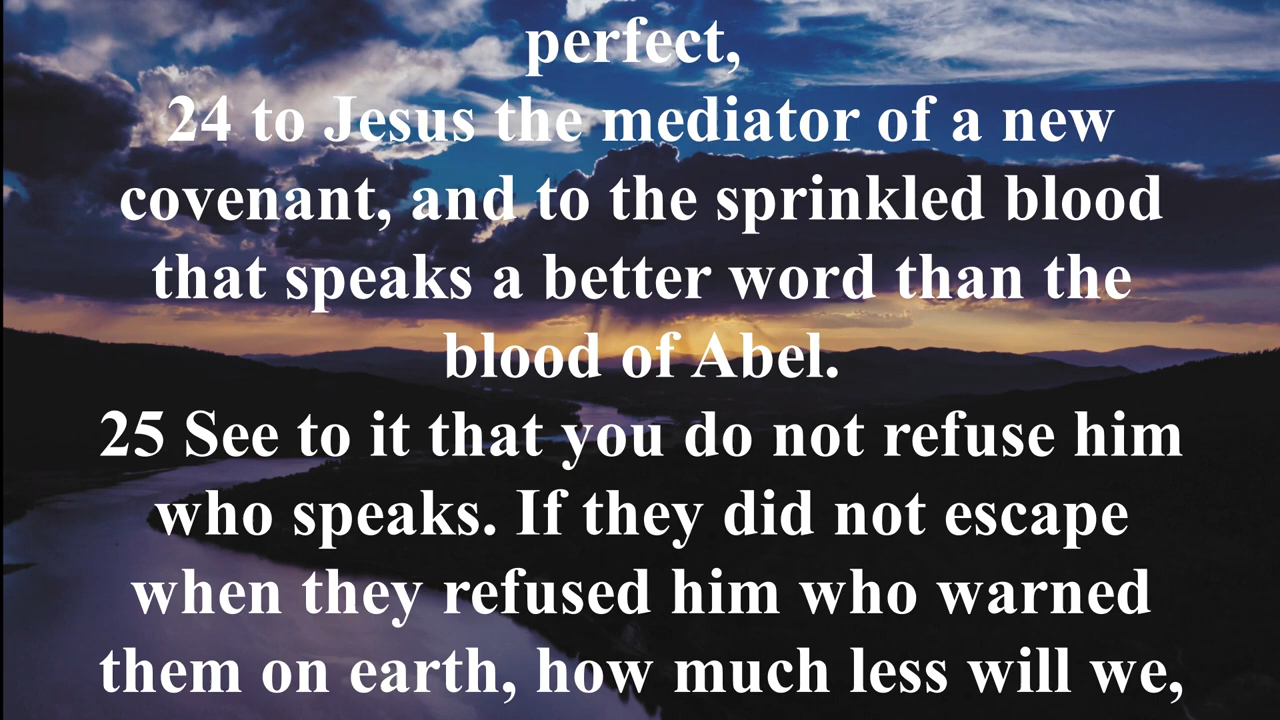 perfect,
24 to Jesus the mediator of a new
covenant, and to the sprinkled blood
that speaks a better word than the
blood of Abel.
25 See to it that you do not refuse him
who speaks. If they did not escape
when they refused him who warned
them on earth, how much less will we,